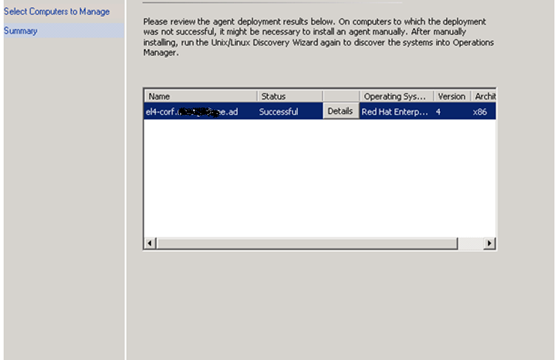 Select Computers to Manage
Summary
Please review the agent deployment results below. On computers to which the deployment
was not successful, it might be necessary to install an agent manually. After manually
installing, run the Unix/Linux Discovery Wizard again to discover the systems into Operations
Manager.
Name Status Operating Sys... Version Archit
el4-corf. e.ad Successful Details Red Hat Enterp... 4 x86